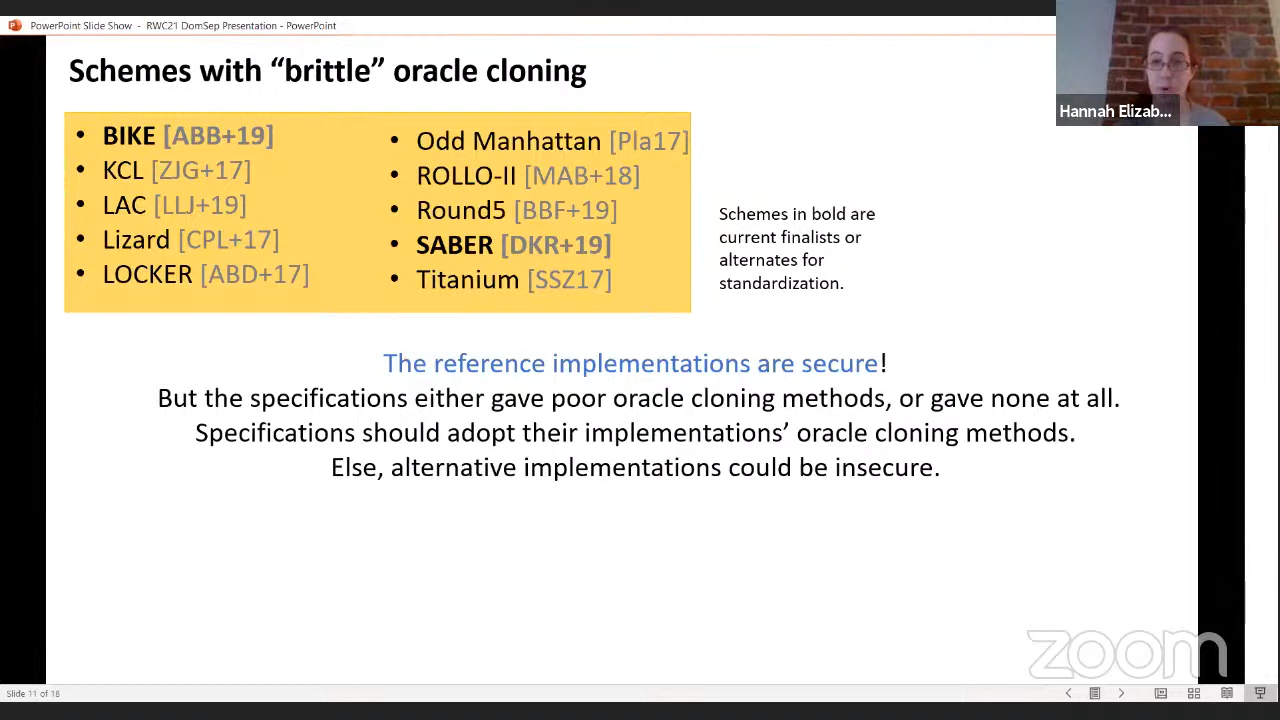 PowerPoint Slide Show - RWC21 DomSep Presentation - PowerPoint
Hannah Elizab...
Schemes with “brittle” oracle cloning
• BIKE [ABB+19]
• KCL [ZJG+17]
• LAC [LLJ+19]
• Lizard [CPL+17]
• LOCKER [ABD+17]
• Odd Manhattan [Pla17]
• ROLLO-II [MAB+18]
• Round5 [BBF+19]
• SABER [DKR+19]
• Titanium [SSZ17]
Schemes in bold are
current finalists or
alternates for
standardization.
The reference implementations are secure!
But the specifications either gave poor oracle cloning methods, or gave none at all.
Specifications should adopt their implementations’ oracle cloning methods.
Else, alternative implementations could be insecure.
zoom
Slide 11 of 18